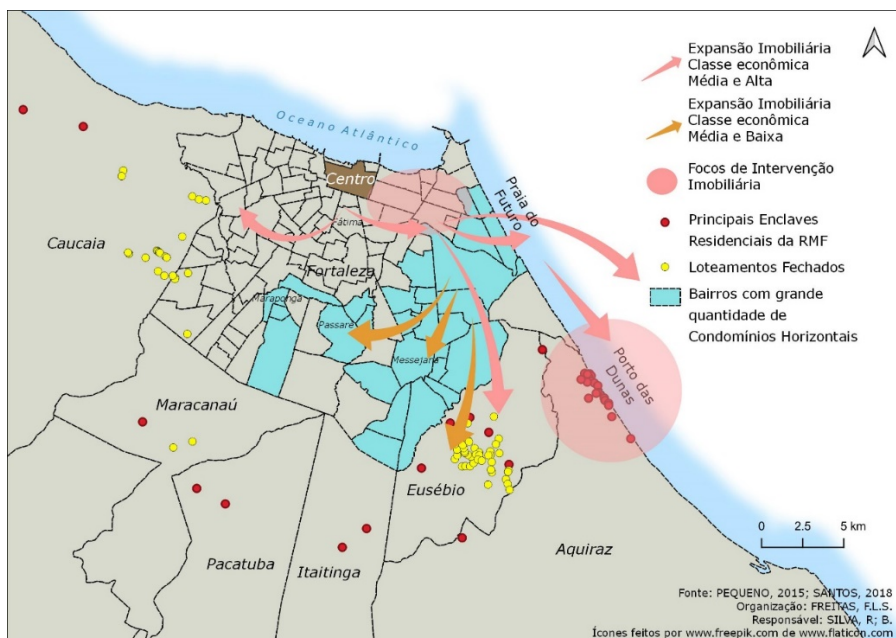 Expansão Imobiliária
Classe econômica
Média e Alta
Expansão Imobiliária
Classe econômica
Média e Baixa
Focos de Intervenção
Imobiliária
Principais Enclaves
Residenciais da RMF
Loteamentos Fechados
Bairros com grande
quantidade de
Condomínios Horizontais
Oceano Atlântico
Centro
Praia do
Futuro
Fátima
Caucaia
Fortaleza
Maraponga
Passaré
Messejana
Porto das
Dunas
Maracanaú
Eusébio
Pacatuba
Itaitinga
Aquiraz
0 2.5 5 km
Fonte: PEQUENO, 2015; SANTOS, 2018
Organização: FREITAS, F.L.S.
Responsável: SILVA, R; B.
Ícones feitos por www.freepik.com de www.flaticon.com